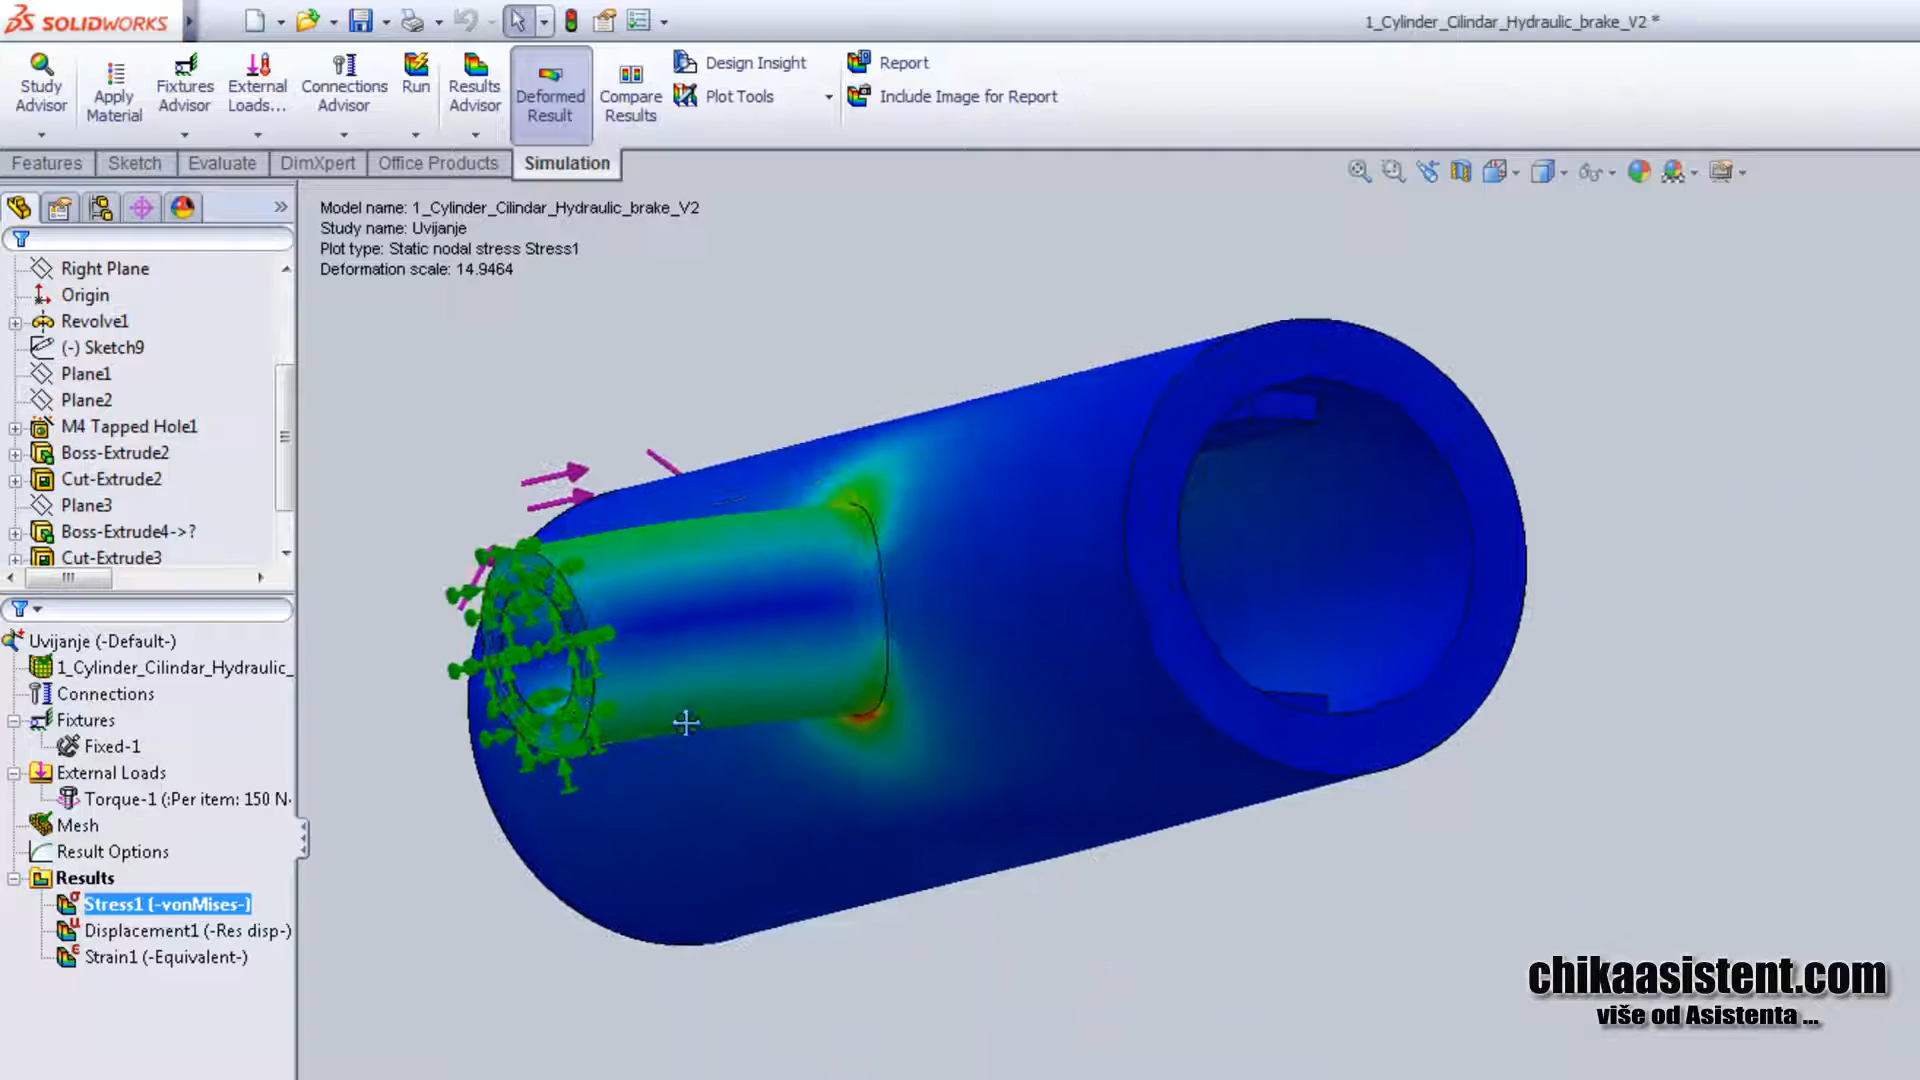 SOLIDWORKS
1_Cylinder_Cilindar_Hydraulic_brake_V2 *
Study Advisor
Apply Material
Fixtures Advisor
External Loads...
Connections Advisor
Run
Results Advisor
Deformed Result
Compare Results
Design Insight
Plot Tools
Report
Include Image for Report
Features
Sketch
Evaluate
DimXpert
Office Products
Simulation
Model name: 1_Cylinder_Cilindar_Hydraulic_brake_V2
Study name: Uvijanje
Plot type: Static nodal stress Stress1
Deformation scale: 14.9464
Right Plane
Origin
Revolve1
(-) Sketch9
Plane1
Plane2
M4 Tapped Hole1
Boss-Extrude2
Cut-Extrude2
Plane3
Boss-Extrude4->?
Cut-Extrude3
Uvijanje (-Default-)
1_Cylinder_Cilindar_Hydraulic_
Connections
Fixtures
Fixed-1
External Loads
Torque-1 (:Per item: 150 N·
Mesh
Result Options
Results
Stress1 (-vonMises-)
Displacement1 (-Res disp-)
Strain1 (-Equivalent-)
chikaasistent.com
više od Asistenta ...